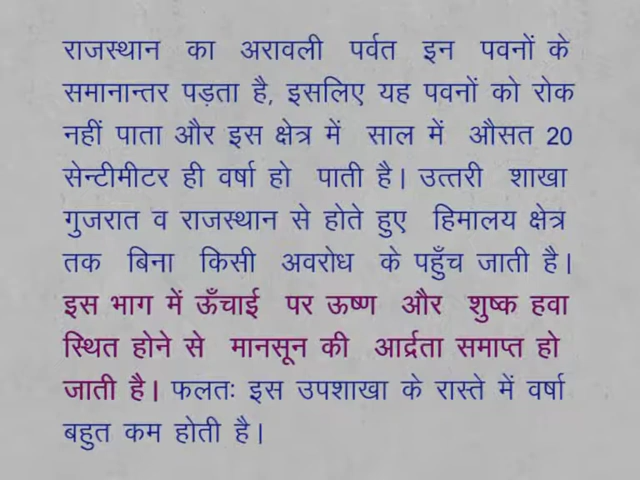 राजस्थान का अरावली पर्वत इन पवनों के
समानान्तर पड़ता है, इसलिए यह पवनों को रोक
नहीं पाता और इस क्षेत्र में साल में औसत 20
सेन्टीमीटर ही वर्षा हो पाती है। उत्तरी शाखा
गुजरात व राजस्थान से होते हुए हिमालय क्षेत्र
तक बिना किसी अवरोध के पहुँच जाती है।
इस भाग में ऊँचाई पर ऊष्ण और शुष्क हवा
स्थित होने से मानसून की आर्द्रता समाप्त हो
जाती है। फलतः इस उपशाखा के रास्ते में वर्षा
बहुत कम होती है।